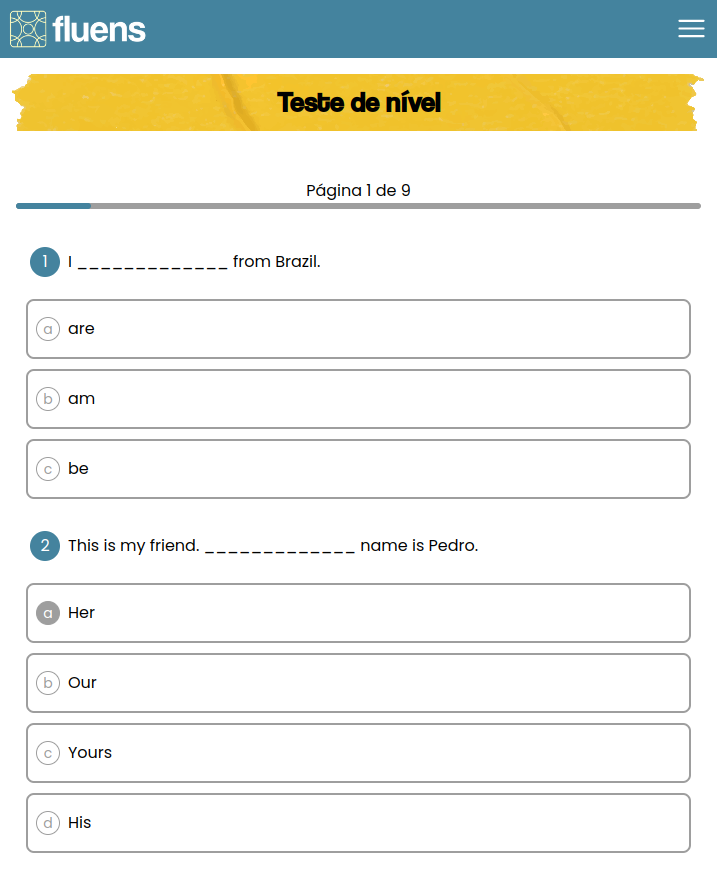 fluens
Teste de nível
Página 1 de 9
1 I _____________ from Brazil.
a are
b am
c be
2 This is my friend. _____________ name is Pedro.
a Her
b Our
c Yours
d His